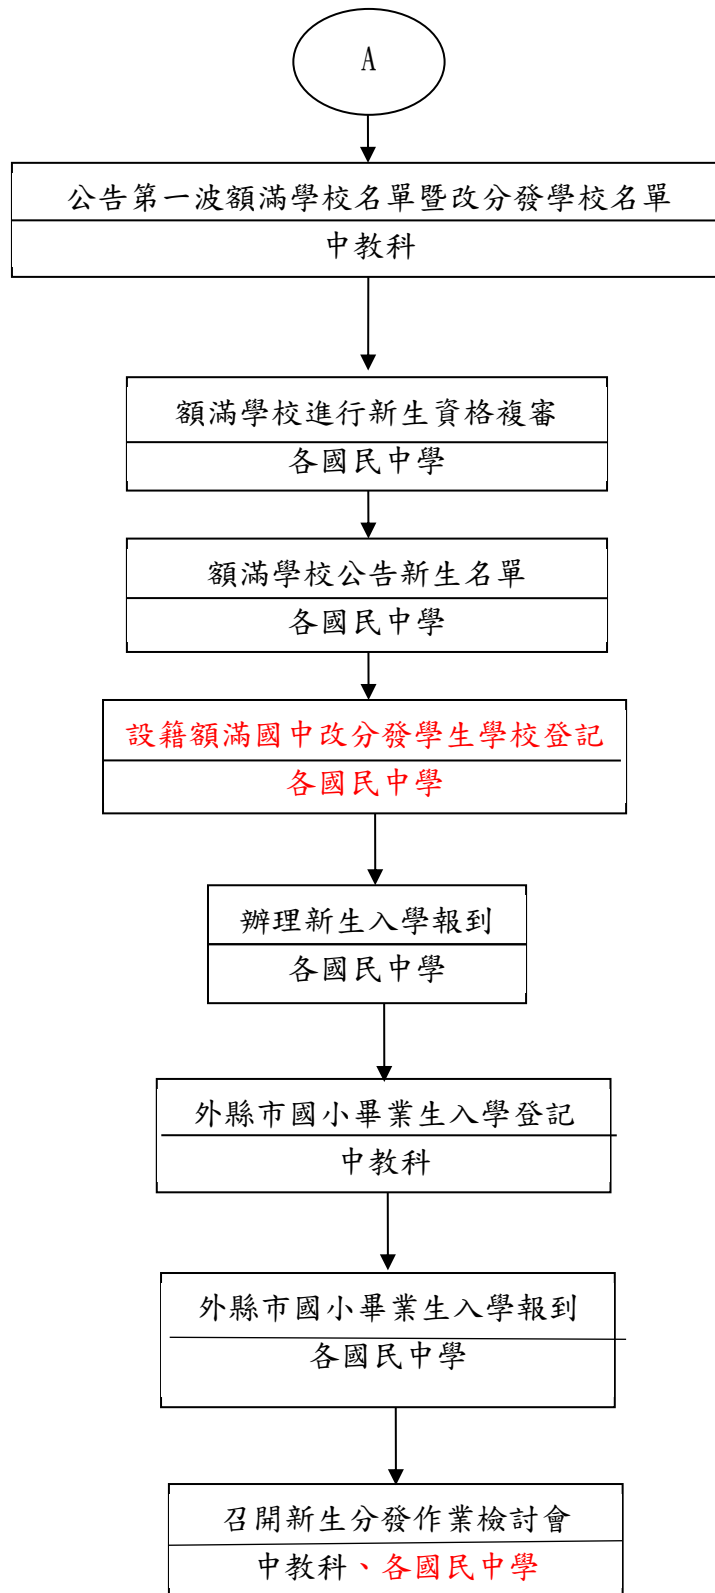 A
公告第一波額滿學校名單暨改分發學校名單
中教科
額滿學校進行新生資格複審
各國民中學
額滿學校公告新生名單
各國民中學
設籍額滿國中改分發學生學校登記
各國民中學
辦理新生入學報到
各國民中學
外縣市國小畢業生入學登記
中教科
外縣市國小畢業生入學報到
各國民中學
召開新生分發作業檢討會
中教科、各國民中學